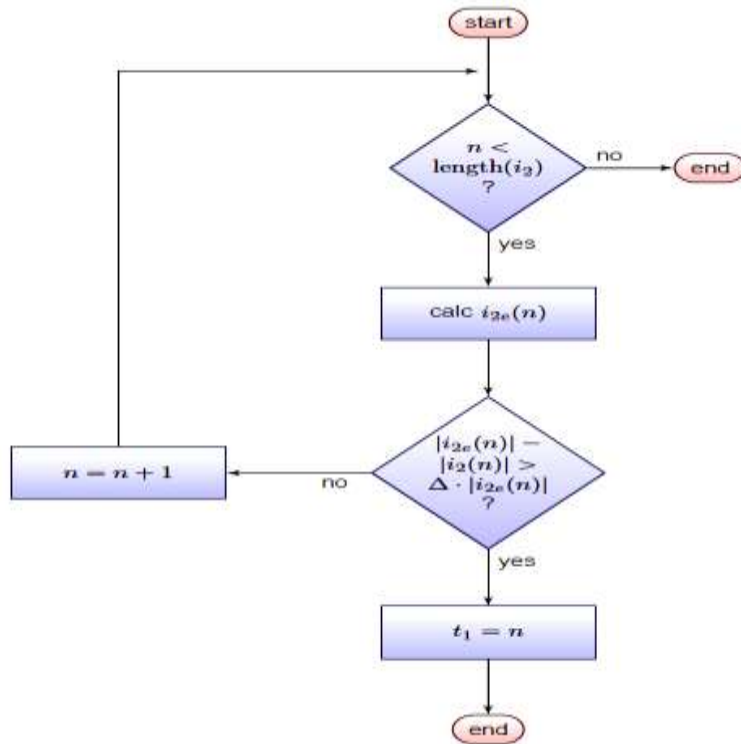 start
n <
length(i₂)
?
no
end
yes
calc i₂ₑ(n)
|i₂ₑ(n)| −
|i₂(n)| >
Δ · |i₂ₑ(n)|
?
no
n = n + 1
yes
t₁ = n
end